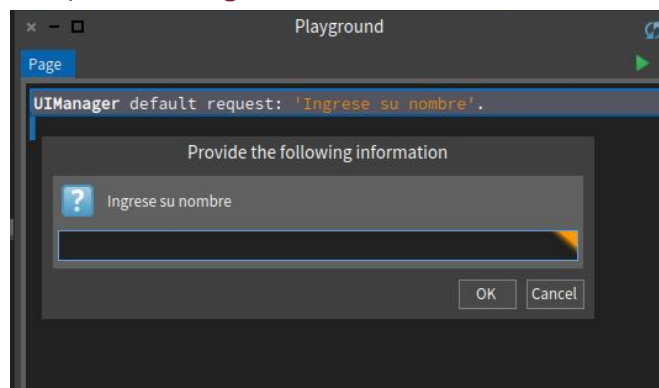 Playground
Page
UIManager default request: 'Ingrese su nombre'.
Provide the following information
Ingrese su nombre
OK Cancel